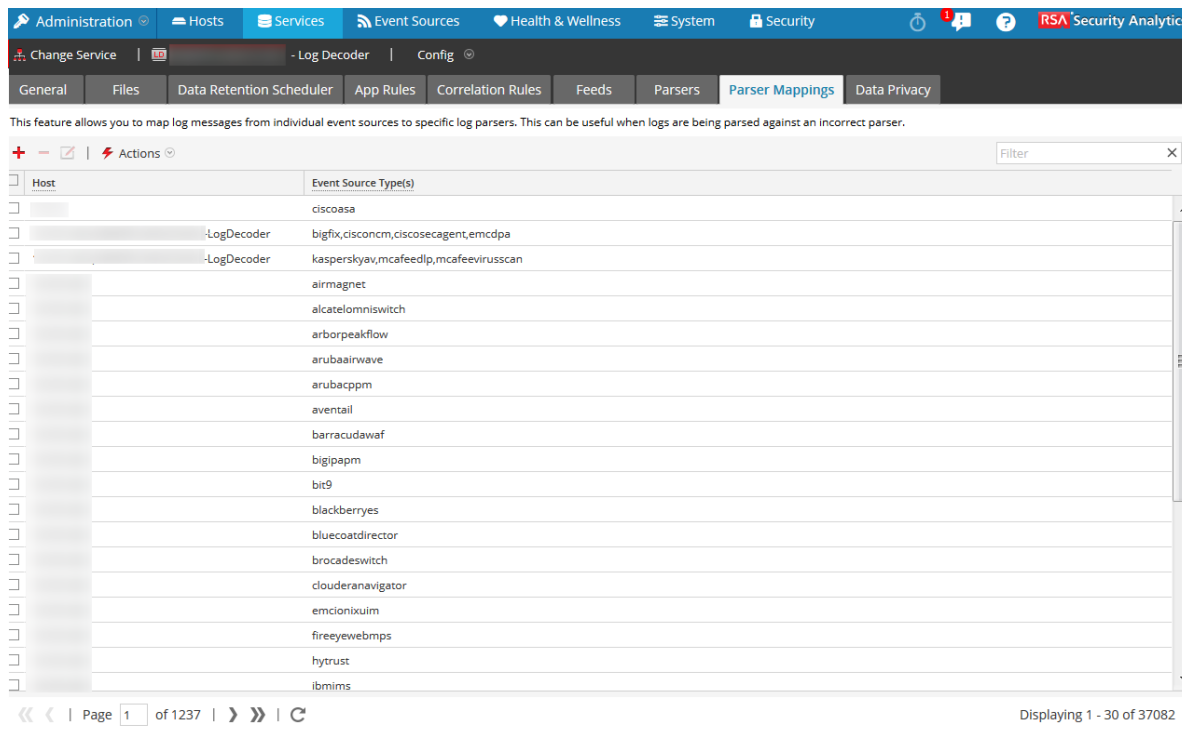 Administration Hosts Services Event Sources Health & Wellness System Security 1 ? RSA Security Analytics
Change Service | LD - Log Decoder | Config
General Files Data Retention Scheduler App Rules Correlation Rules Feeds Parsers Parser Mappings Data Privacy
This feature allows you to map log messages from individual event sources to specific log parsers. This can be useful when logs are being parsed against an incorrect parser.
Actions Filter
Host Event Source Type(s)
ciscoasa
-LogDecoder bigfix,cisconcm,ciscosecagent,emcdpa
-LogDecoder kasperskyav,mcafeedlp,mcafeevirusscan
airmagnet
alcatelomniswitch
arborpeakflow
arubaairwave
arubacppm
aventail
barracudawaf
bigipapm
bit9
blackberryes
bluecoatdirector
brocadeswitch
clouderanavigator
emcionixuim
fireeyewebmps
hytrust
ibmims
Page 1 of 1237 Displaying 1 - 30 of 37082